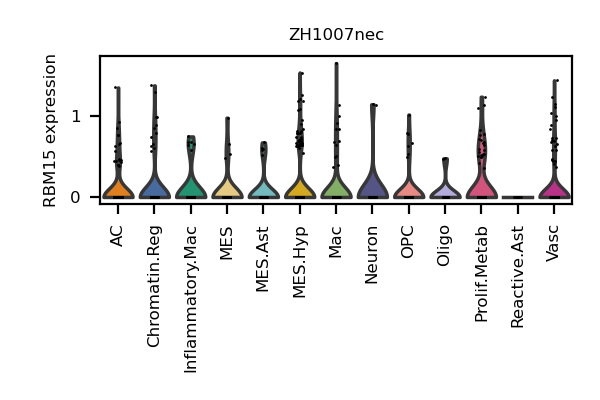 ZH1007nec
RBM15 expression
1
0
AC
Chromatin.Reg
Inflammatory.Mac
MES
MES.Ast
MES.Hyp
Mac
Neuron
OPC
Oligo
Prolif.Metab
Reactive.Ast
Vasc